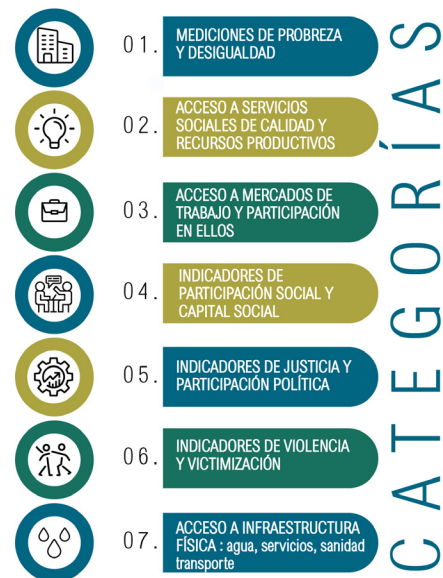 01. MEDICIONES DE PROBREZA
Y DESIGUALDAD
02. ACCESO A SERVICIOS
SOCIALES DE CALIDAD Y
RECURSOS PRODUCTIVOS
03. ACCESO A MERCADOS DE
TRABAJO Y PARTICIPACIÓN
EN ELLOS
04. INDICADORES DE
PARTICIPACIÓN SOCIAL Y
CAPITAL SOCIAL
05. INDICADORES DE JUSTICIA Y
PARTICIPACIÓN POLÍTICA
06. INDICADORES DE VIOLENCIA
Y VICTIMIZACIÓN
07. ACCESO A INFRAESTRUCTURA
FÍSICA : agua, servicios, sanidad
transporte
CATEGORÍAS